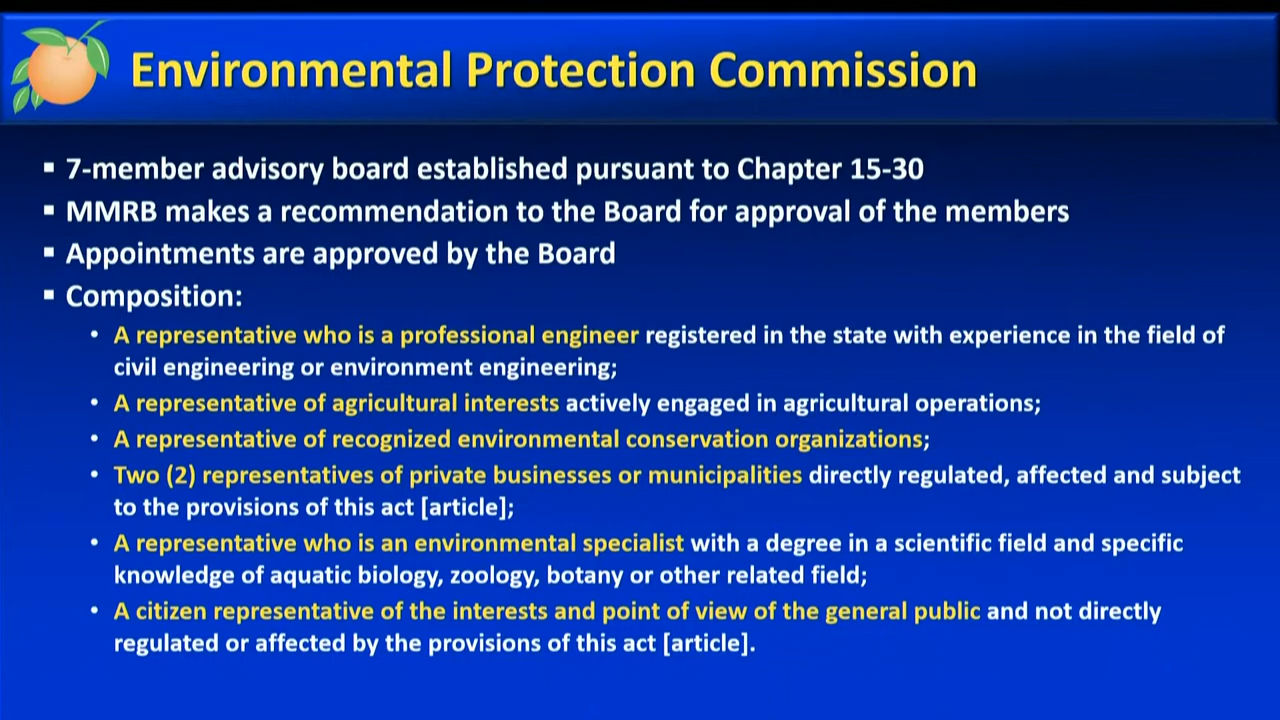 Environmental Protection Commission
▪ 7-member advisory board established pursuant to Chapter 15-30
▪ MMRB makes a recommendation to the Board for approval of the members
▪ Appointments are approved by the Board
▪ Composition:
• A representative who is a professional engineer registered in the state with experience in the field of
civil engineering or environment engineering;
• A representative of agricultural interests actively engaged in agricultural operations;
• A representative of recognized environmental conservation organizations;
• Two (2) representatives of private businesses or municipalities directly regulated, affected and subject
to the provisions of this act [article];
• A representative who is an environmental specialist with a degree in a scientific field and specific
knowledge of aquatic biology, zoology, botany or other related field;
• A citizen representative of the interests and point of view of the general public and not directly
regulated or affected by the provisions of this act [article].